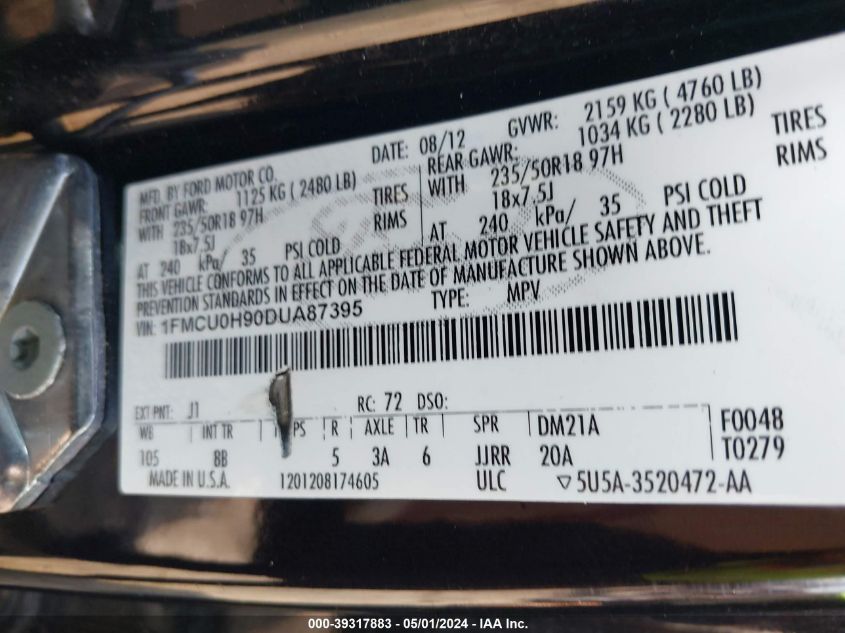 MFD. BY FORD MOTOR CO.
DATE: 08/12 GVWR: 2159 KG ( 4760 LB)
FRONT GAWR: 1125 KG ( 2480 LB) REAR GAWR: 1034 KG ( 2280 LB)
WITH 235/50R18 97H TIRES WITH 235/50R18 97H TIRES
18x7.5J RIMS 18x7.5J RIMS
AT 240 kPa/ 35 PSI COLD AT 240 kPa/ 35 PSI COLD
THIS VEHICLE CONFORMS TO ALL APPLICABLE FEDERAL MOTOR VEHICLE SAFETY AND THEFT
PREVENTION STANDARDS IN EFFECT ON THE DATE OF MANUFACTURE SHOWN ABOVE.
VIN: 1FMCU0H90DUA87395 TYPE: MPV
EXT PNT: J1 RC: 72 DSO:
WB INT TR PS R AXLE TR SPR DM21A F0048
105 8B 5 3A 6 JJRR 20A T0279
MADE IN U.S.A. 1201208174605 ULC ▽5U5A-3520472-AA
000-39317883 - 05/01/2024 - IAA Inc.